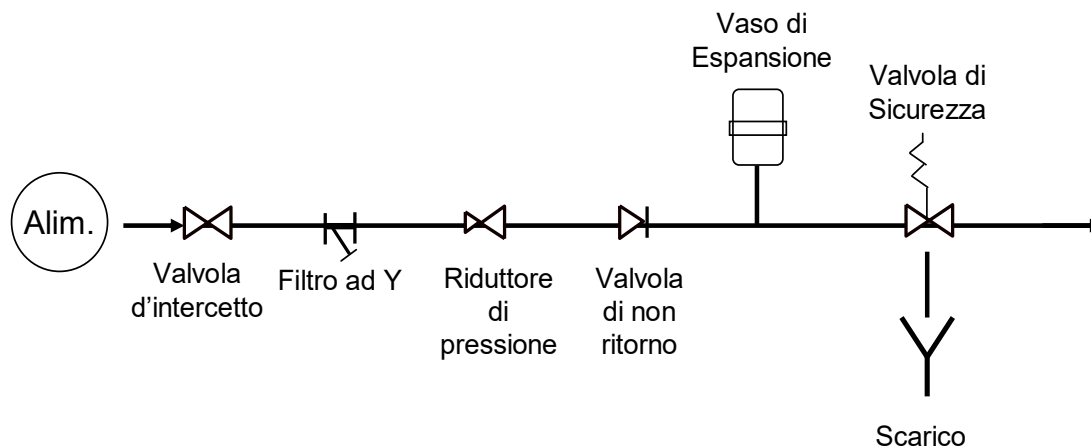 Vaso di
Espansione
Valvola di
Sicurezza
Alim.
Valvola
d’intercetto
Filtro ad Y
Riduttore
di
pressione
Valvola
di non
ritorno
Scarico